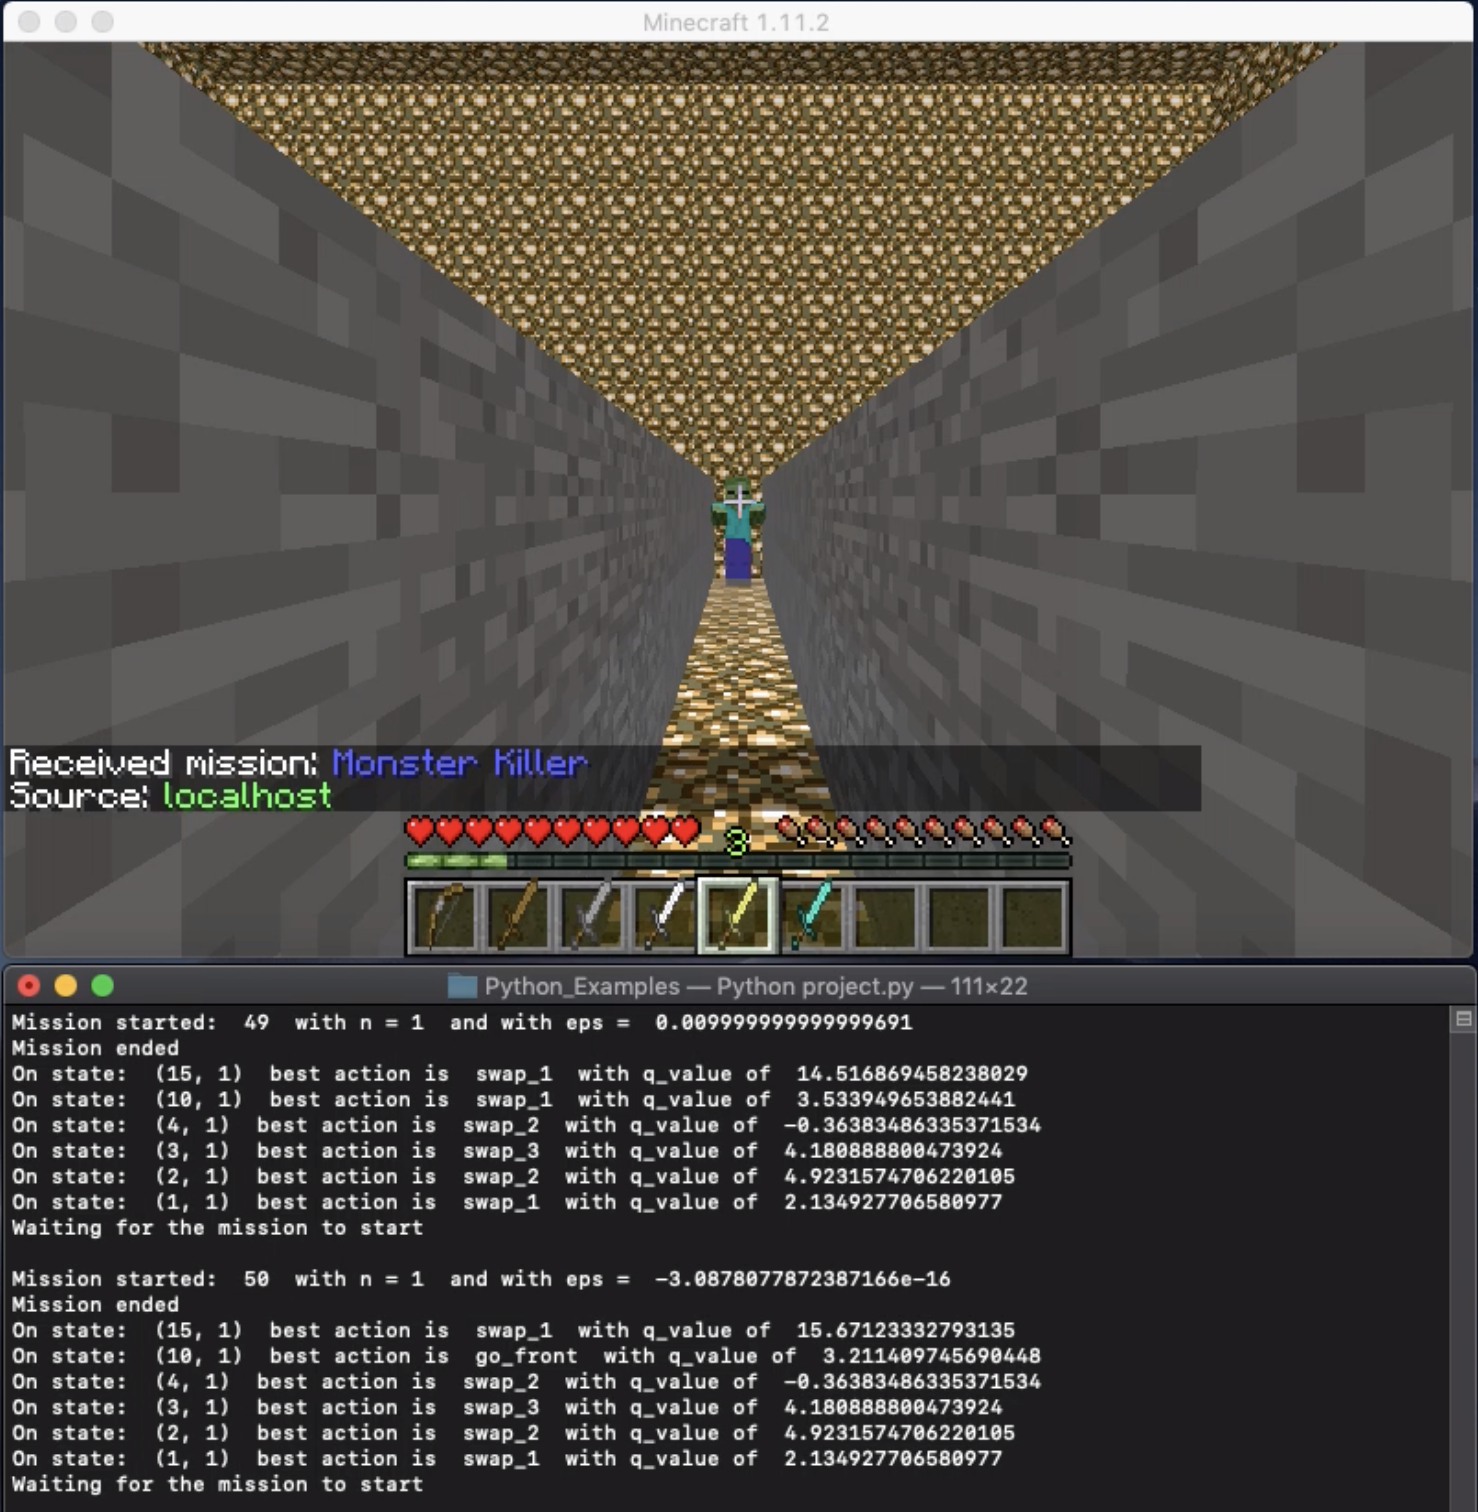 Minecraft 1.11.2
Received mission: Monster Killer
Source: localhost
3
Python_Examples — Python project.py — 111×22
Mission started:  49  with n = 1  and with eps =  0.009999999999999691
Mission ended
On state:  (15, 1)  best action is  swap_1  with q_value of  14.516869458238029
On state:  (10, 1)  best action is  swap_1  with q_value of  3.533949653882441
On state:  (4, 1)  best action is  swap_2  with q_value of  -0.36383486335371534
On state:  (3, 1)  best action is  swap_3  with q_value of  4.180888800473924
On state:  (2, 1)  best action is  swap_2  with q_value of  4.9231574706220105
On state:  (1, 1)  best action is  swap_1  with q_value of  2.134927706580977
Waiting for the mission to start
Mission started:  50  with n = 1  and with eps =  -3.0878077872387166e-16
Mission ended
On state:  (15, 1)  best action is  swap_1  with q_value of  15.67123332793135
On state:  (10, 1)  best action is  go_front  with q_value of  3.211409745690448
On state:  (4, 1)  best action is  swap_2  with q_value of  -0.36383486335371534
On state:  (3, 1)  best action is  swap_3  with q_value of  4.180888800473924
On state:  (2, 1)  best action is  swap_2  with q_value of  4.9231574706220105
On state:  (1, 1)  best action is  swap_1  with q_value of  2.134927706580977
Waiting for the mission to start